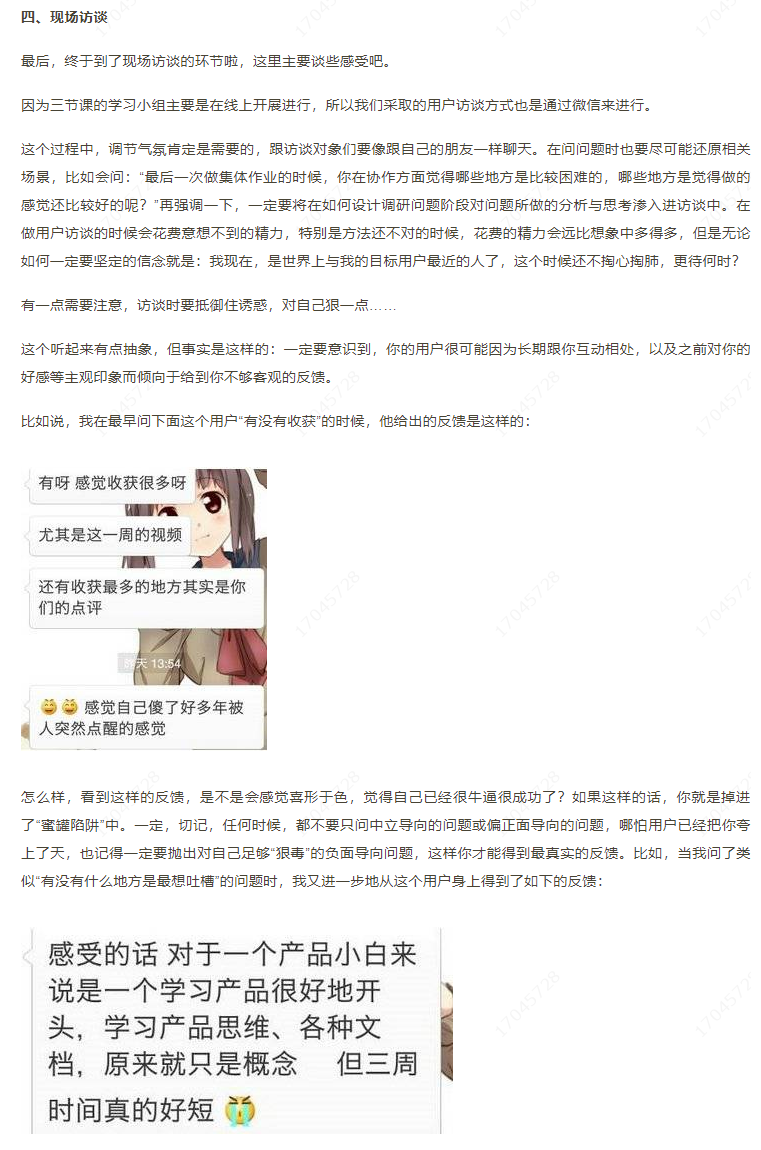 四、现场访谈
最后，终于到了现场访谈的环节啦，这里主要谈些感受吧。
因为三节课的学习小组主要是在线上开展进行，所以我们采取的用户访谈方式也是通过微信来进行。
这个过程中，调节气氛肯定是需要的，跟访谈对象们要像跟自己的朋友一样聊天。在问问题时也要尽可能还原相关
场景，比如会问：“最后一次做集体作业的时候，你在协作方面觉得哪些地方是比较困难的，哪些地方是觉得做的
感觉还比较好的呢？”再强调一下，一定要将在如何设计调研问题阶段对问题所做的分析与思考渗入进访谈中。在
做用户访谈的时候会花费意想不到的精力，特别是方法还不对的时候，花费的精力会远比想象中多得多，但是无论
如何一定要坚定的信念就是：我现在，是世界上与我的目标用户最近的人了，这个时候还不掏心掏肺，更待何时？
有一点需要注意，访谈时要抵御住诱惑，对自己狠一点……
这个听起来有点抽象，但事实是这样的：一定要意识到，你的用户很可能因为长期跟你互动相处，以及之前对你的
好感等主观印象而倾向于给到你不够客观的反馈。
比如说，我在最早问下面这个用户“有没有收获”的时候，他给出的反馈是这样的：
有呀 感觉收获很多呀
尤其是这一周的视频
还有收获最多的地方其实是你
们的点评
昨天 13:54
😄😄 感觉自己傻了好多年被
人突然点醒的感觉
怎么样，看到这样的反馈，是不是会感觉喜形于色，觉得自己已经很牛逼很成功了？如果这样的话，你就是掉进
了“蜜罐陷阱”中。一定，切记，任何时候，都不要只问中立导向的问题或偏正面导向的问题，哪怕用户已经把你夸
上了天，也记得一定要抛出对自己足够“狠毒”的负面导向问题，这样你才能得到最真实的反馈。比如，当我问了类
似“有没有什么地方是最想吐槽”的问题时，我又进一步地从这个用户身上得到了如下的反馈：
感受的话 对于一个产品小白来
说是一个学习产品很好地开
头，学习产品思维、各种文
档，原来就只是概念 但三周
时间真的好短 😭
17045728